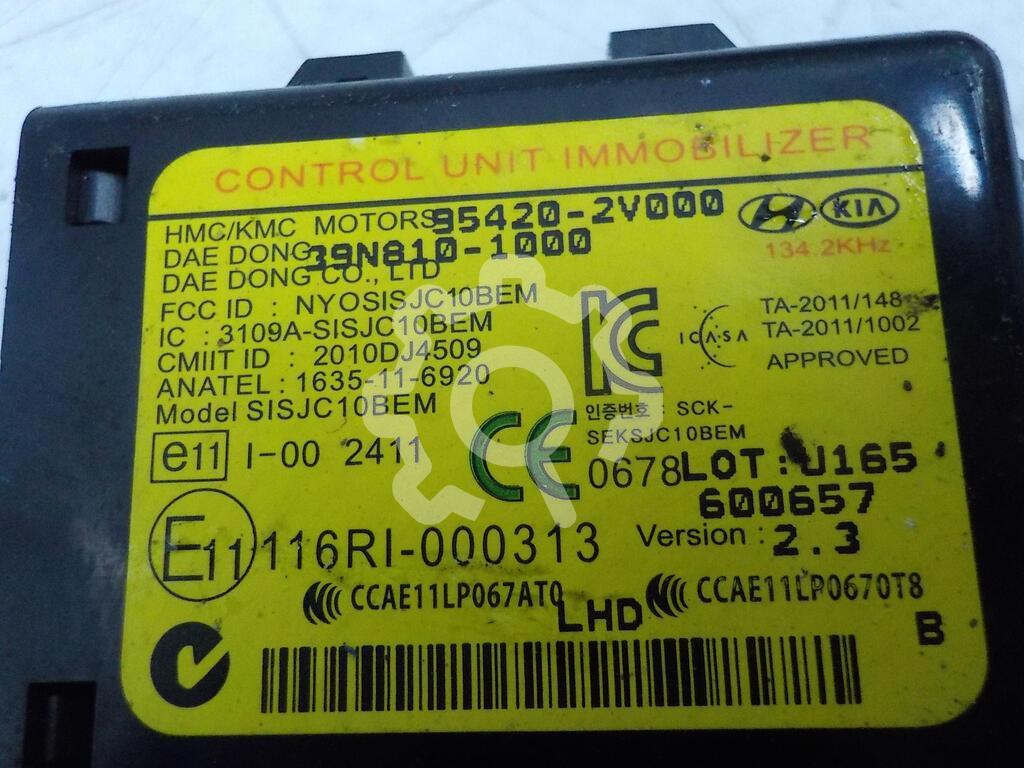 CONTROL UNIT IMMOBILIZER
HMC/KMC MOTORS 95420-2V000
DAE DONG 39N810-1000
DAE DONG CO., LTD
KIA
134.2KHz
FCC ID : NYOSISJC10BEM
IC : 3109A-SISJC10BEM
CMIIT ID : 2010DJ4509
ANATEL : 1635-11-6920
Model SISJC10BEM
ICASA
TA-2011/148
TA-2011/1002
APPROVED
인증번호 : SCK-
SEKSJC10BEM
e11 I-00 2411
CE 0678 LOT:U165
600657
E11 116RI-000313
Version : 2.3
CCAE11LP067AT0
LHD
CCAE11LP0670T8
B